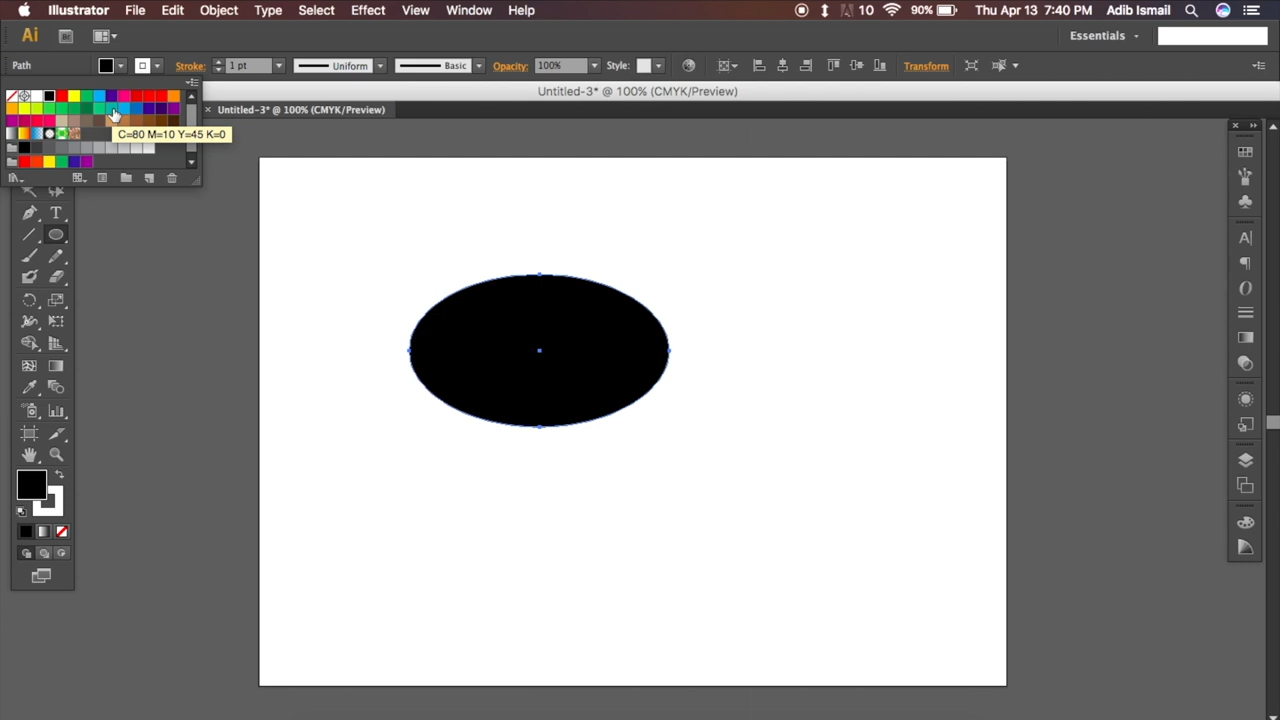 Illustrator File Edit Object Type Select Effect View Window Help 10 90% Thu Apr 13 7:40 PM Adib Ismail
Ai Br Essentials
Path Stroke: 1 pt Uniform Basic Opacity: 100% Style: Transform
Untitled-3* @ 100% (CMYK/Preview)
× Untitled-3* @ 100% (CMYK/Preview)
C=80 M=10 Y=45 K=0